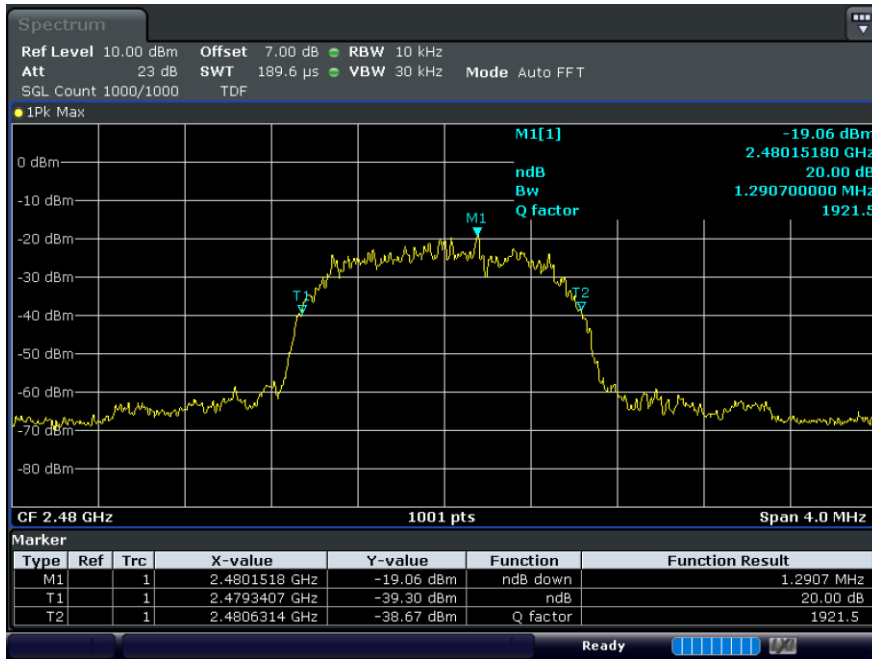 Spectrum
Ref Level 10.00 dBm Offset 7.00 dB RBW 10 kHz
Att 23 dB SWT 189.6 µs VBW 30 kHz Mode Auto FFT
SGL Count 1000/1000 TDF
1Pk Max
M1[1] -19.06 dBm
2.48015180 GHz
0 dBm
ndB 20.00 dB
Bw 1.290700000 MHz
-10 dBm
Q factor 1921.5
M1
-20 dBm
-30 dBm
T1 T2
-40 dBm
-50 dBm
-60 dBm
-70 dBm
-80 dBm
CF 2.48 GHz 1001 pts Span 4.0 MHz
Marker
Type Ref Trc X-value Y-value Function Function Result
M1 1 2.4801518 GHz -19.06 dBm ndB down 1.2907 MHz
T1 1 2.4793407 GHz -39.30 dBm ndB 20.00 dB
T2 1 2.4806314 GHz -38.67 dBm Q factor 1921.5
Ready